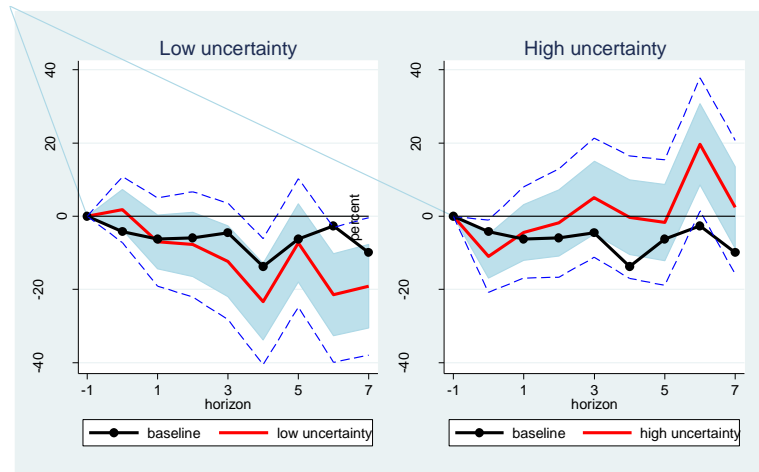 Low uncertainty
40
20
0
-20
-40
-1
1
3
5
7
horizon
baseline
low uncertainty
percent
High uncertainty
40
20
0
-20
-40
-1
1
3
5
7
horizon
baseline
high uncertainty